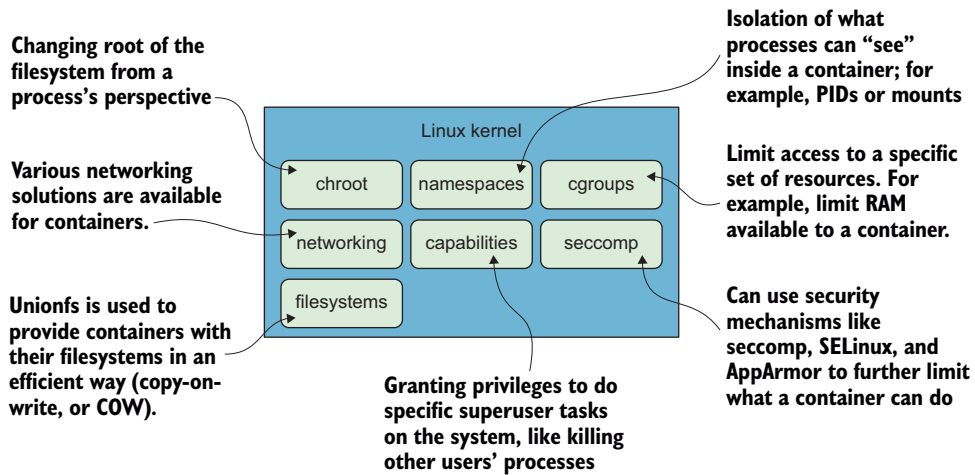 Changing root of the
filesystem from a
process’s perspective
Isolation of what
processes can “see”
inside a container; for
example, PIDs or mounts
Linux kernel
chroot
namespaces
cgroups
Various networking
solutions are available
for containers.
Limit access to a specific
set of resources. For
example, limit RAM
available to a container.
networking
capabilities
seccomp
filesystems
Unionfs is used to
provide containers with
their filesystems in an
efficient way (copy-on-
write, or COW).
Can use security
mechanisms like
seccomp, SELinux, and
AppArmor to further limit
what a container can do
Granting privileges to do
specific superuser tasks
on the system, like killing
other users’ processes